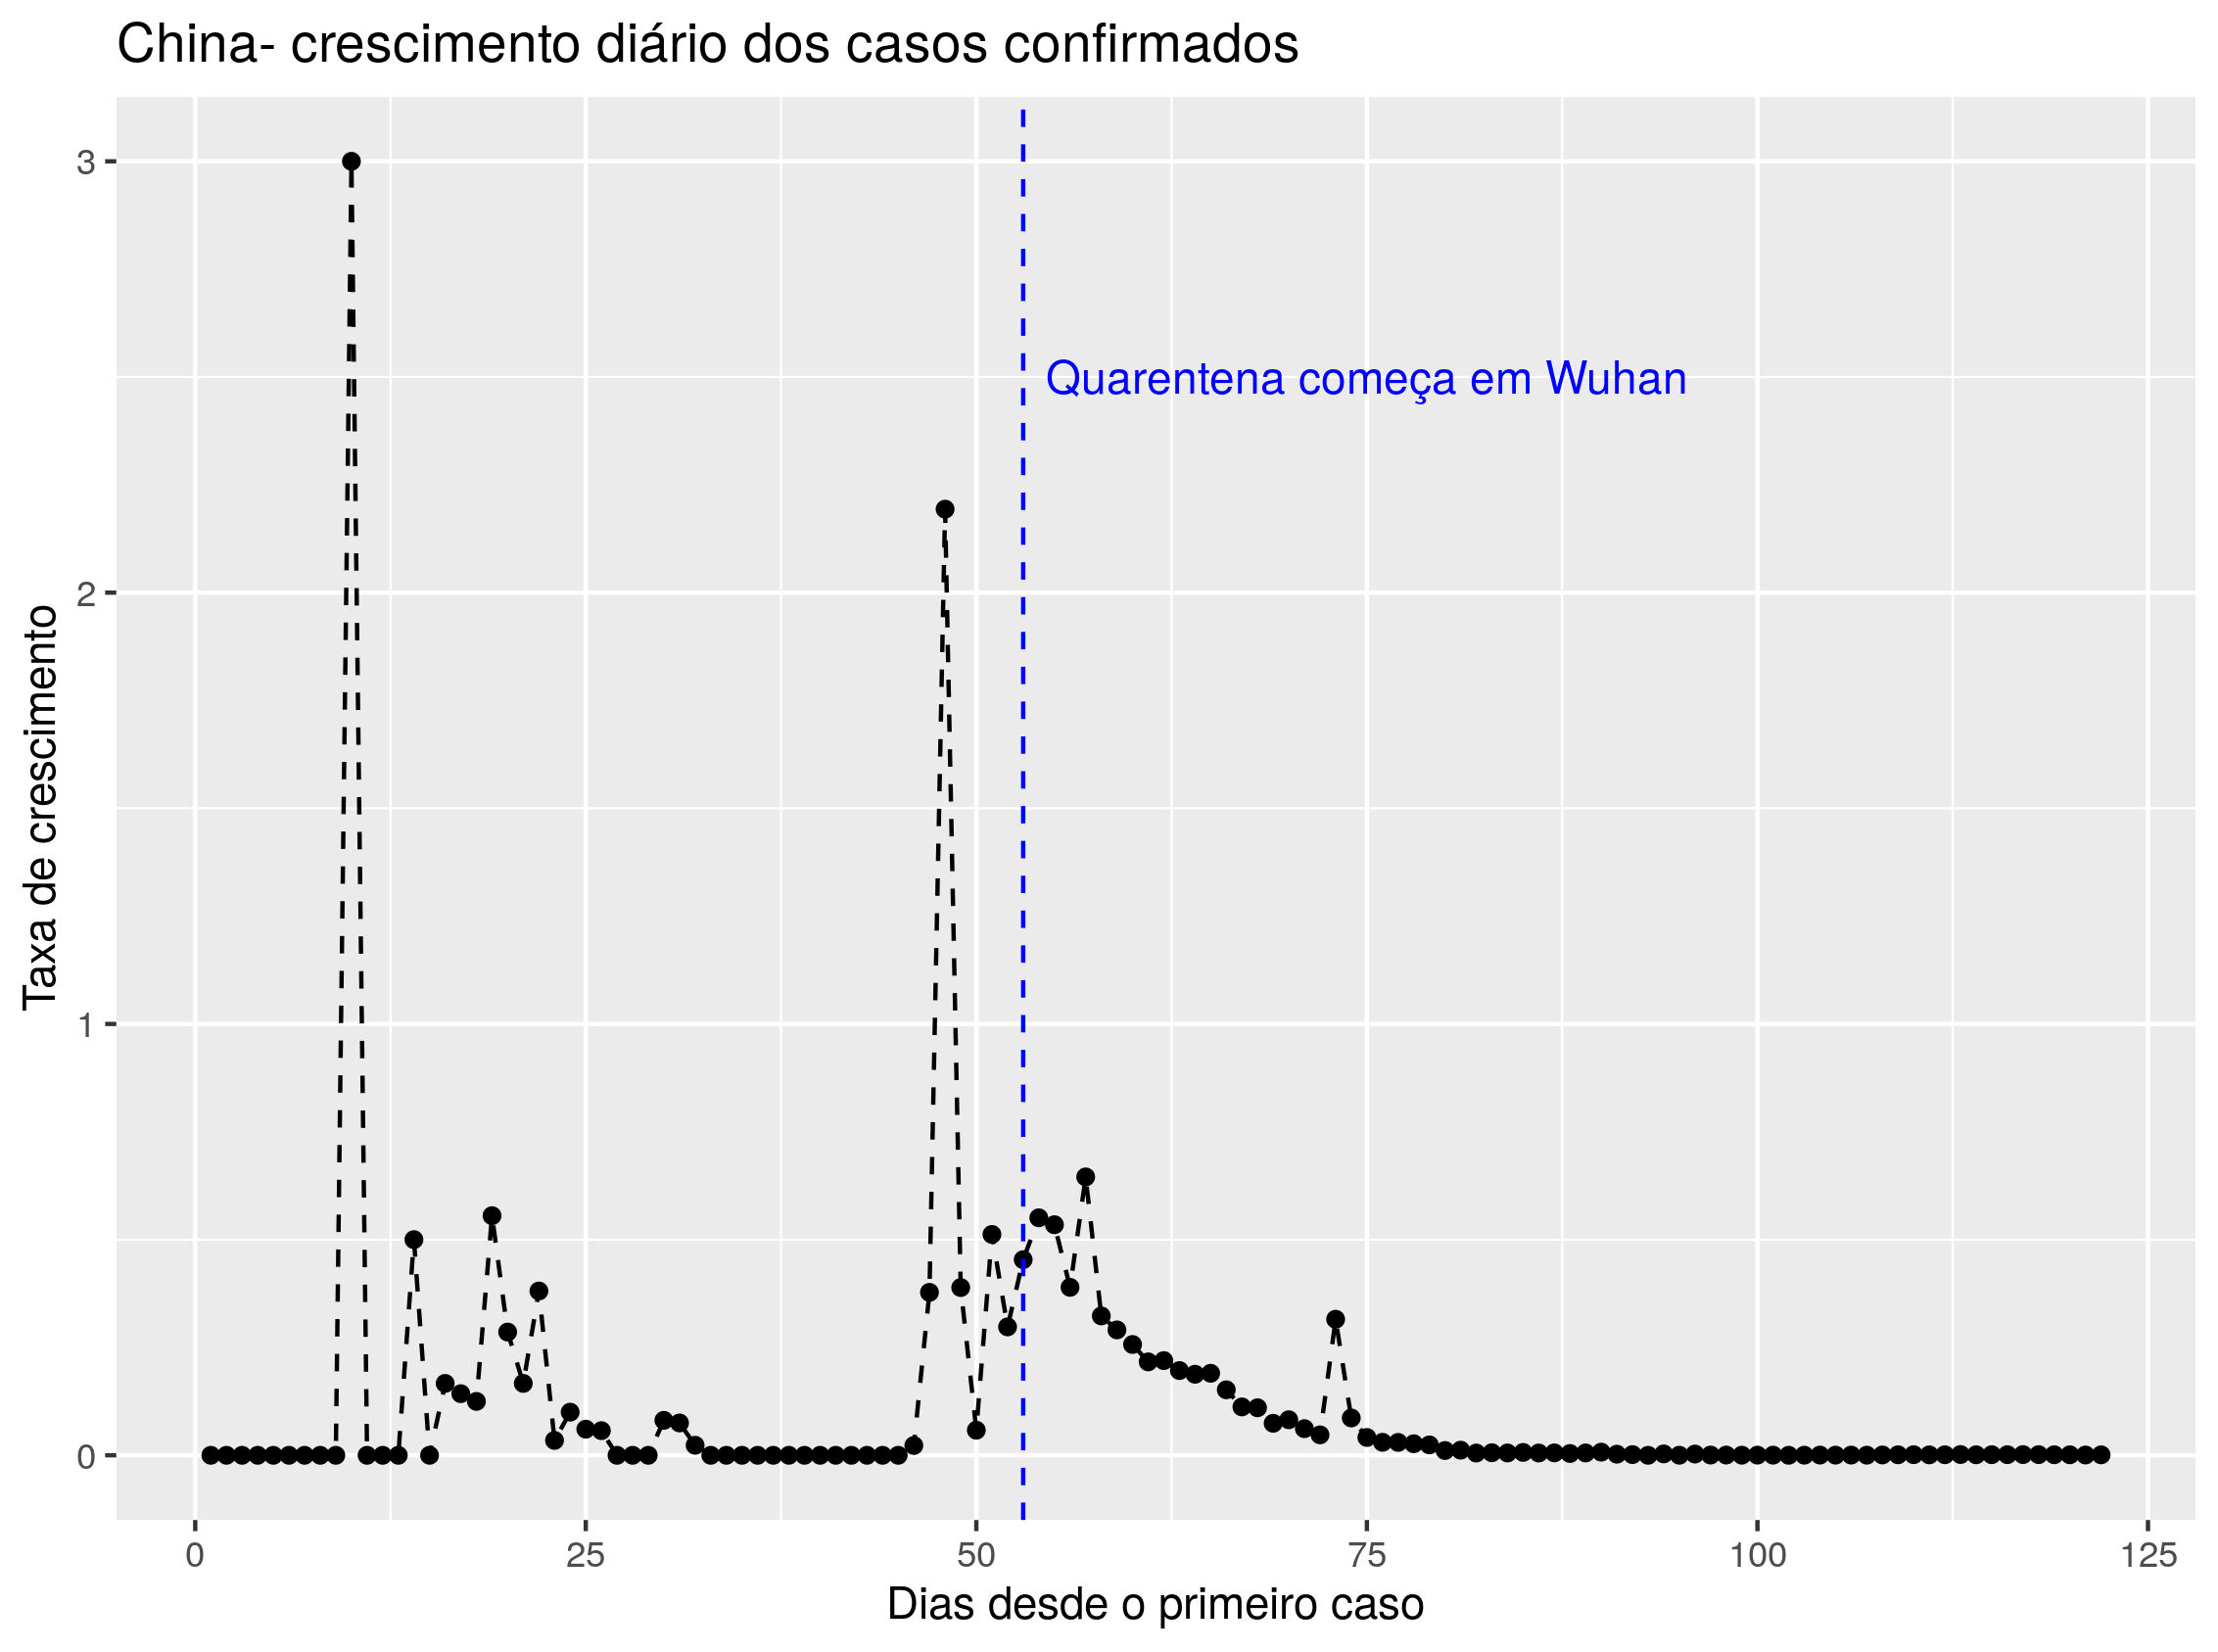 China- crescimento diário dos casos confirmados
3
Quarentena começa em Wuhan
2
Taxa de crescimento
1
0
0 25 50 75 100 125
Dias desde o primeiro caso